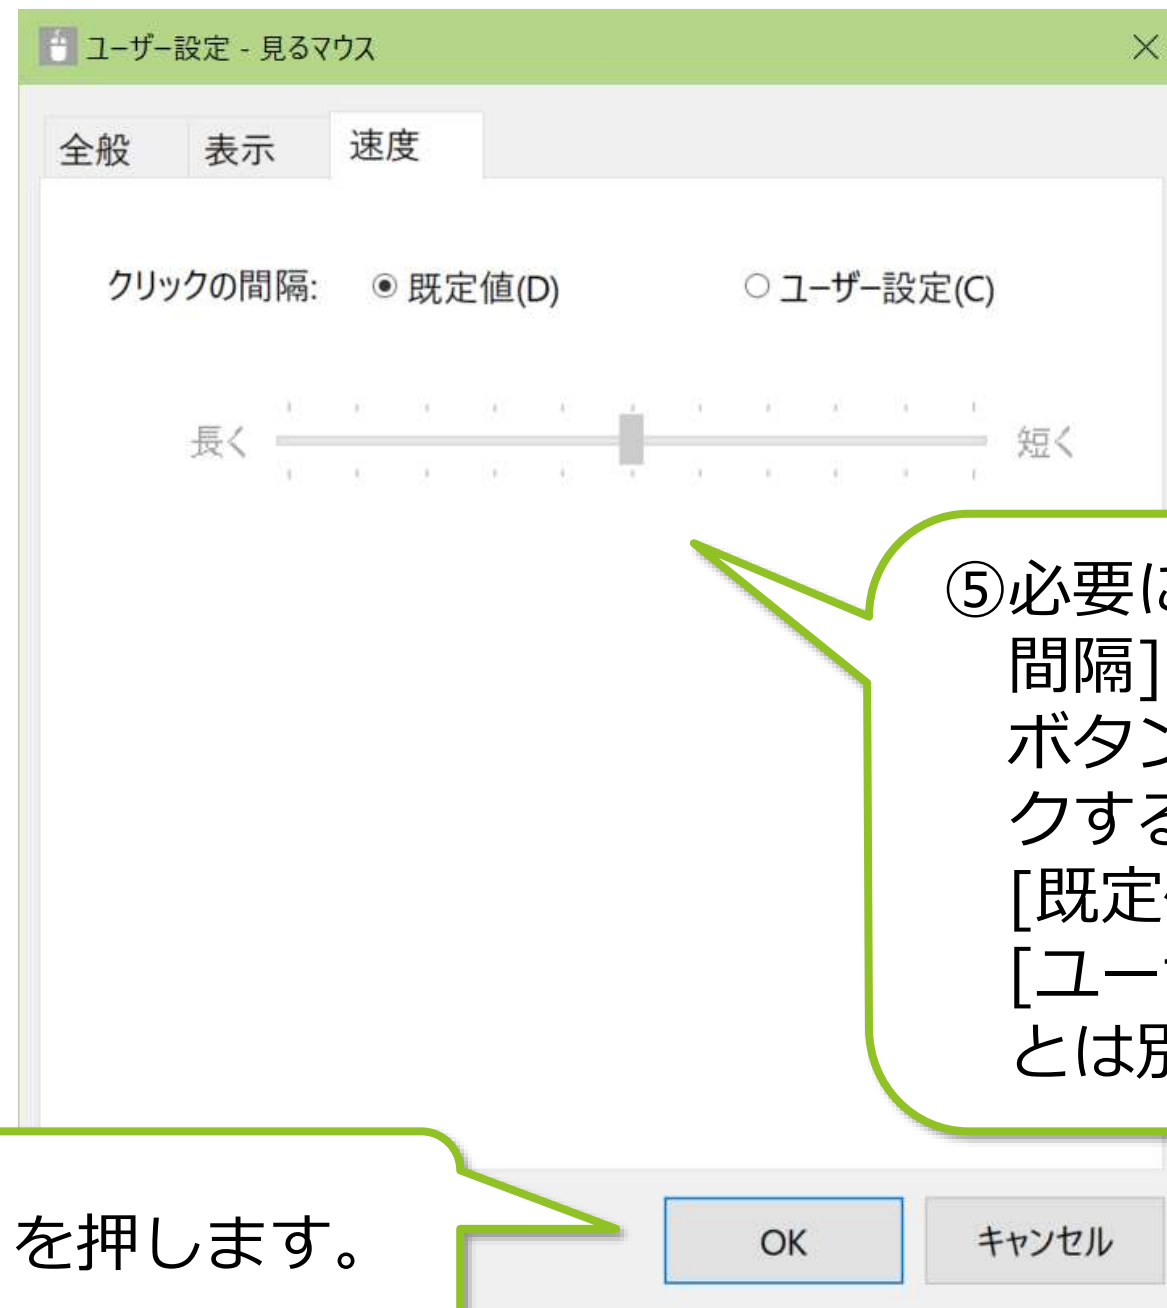 ユーザー設定 - 見るマウス
全般 表示 速度
クリックの間隔: 既定値(D) ユーザー設定(C)
長く 短く
⑤必要に
間隔]
ボタン
クする
[既定
[ユー
とは別
を押します。
OK キャンセル